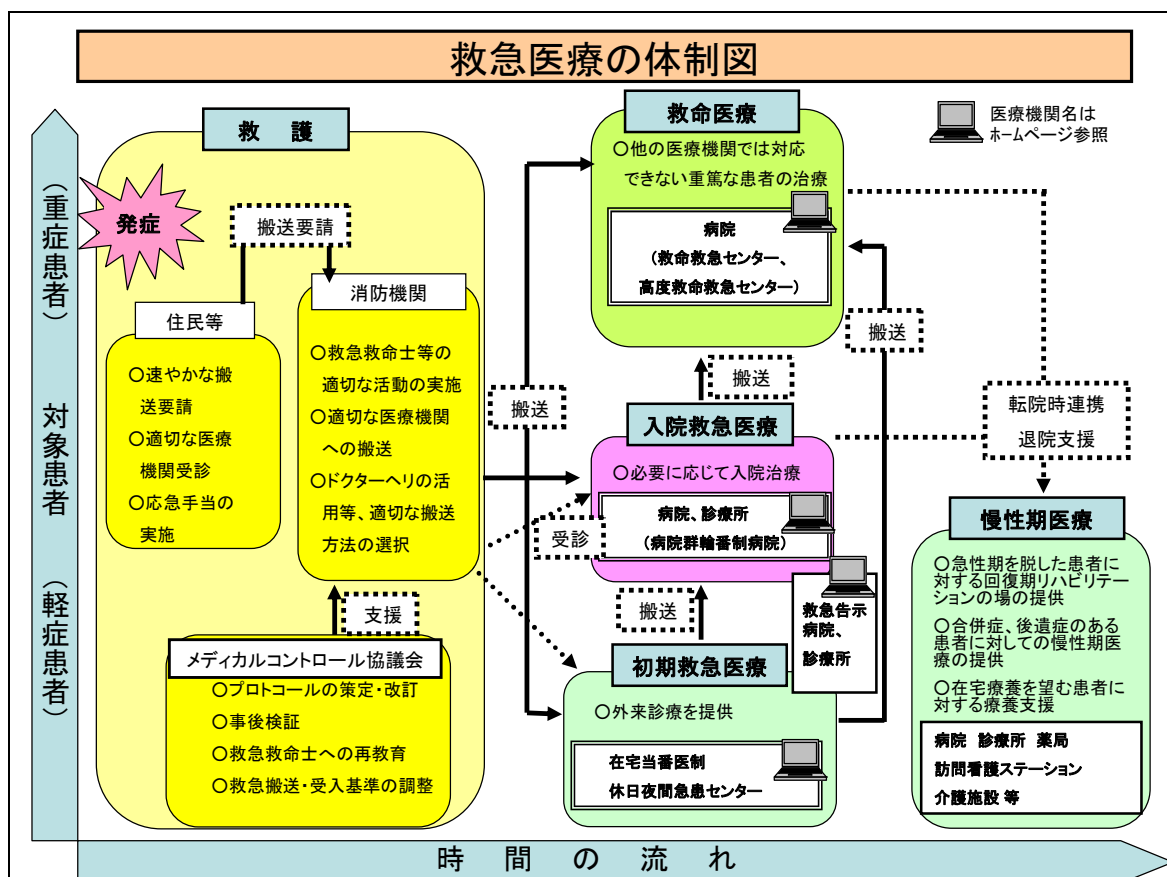 救急医療の体制図
医療機関名は
ホームページ参照
(重症患者)
対象患者
(軽症患者)
救 護
発症
搬送要請
住民等
○速やかな搬
送要請
○適切な医療
機関受診
○応急手当の
実施
消防機関
○救急救命士等の
適切な活動の実施
○適切な医療機関
への搬送
○ドクターヘリの活
用等、適切な搬送
方法の選択
支援
メディカルコントロール協議会
○プロトコールの策定・改訂
○事後検証
○救急救命士への再教育
○救急搬送・受入基準の調整
搬送
受診
救命医療
○他の医療機関では対応
できない重篤な患者の治療
病院
(救命救急センター、
高度救命救急センター)
搬送
搬送
入院救急医療
○必要に応じて入院治療
病院、診療所
(病院群輪番制病院)
救急告示
病院、
診療所
搬送
初期救急医療
○外来診療を提供
在宅当番医制
休日夜間急患センター
転院時連携
退院支援
慢性期医療
○急性期を脱した患者に
対する回復期リハビリテー
ションの場の提供
○合併症、後遺症のある
患者に対しての慢性期医
療の提供
○在宅療養を望む患者に
対する療養支援
病院 診療所 薬局
訪問看護ステーション
介護施設 等
時 間 の 流 れ